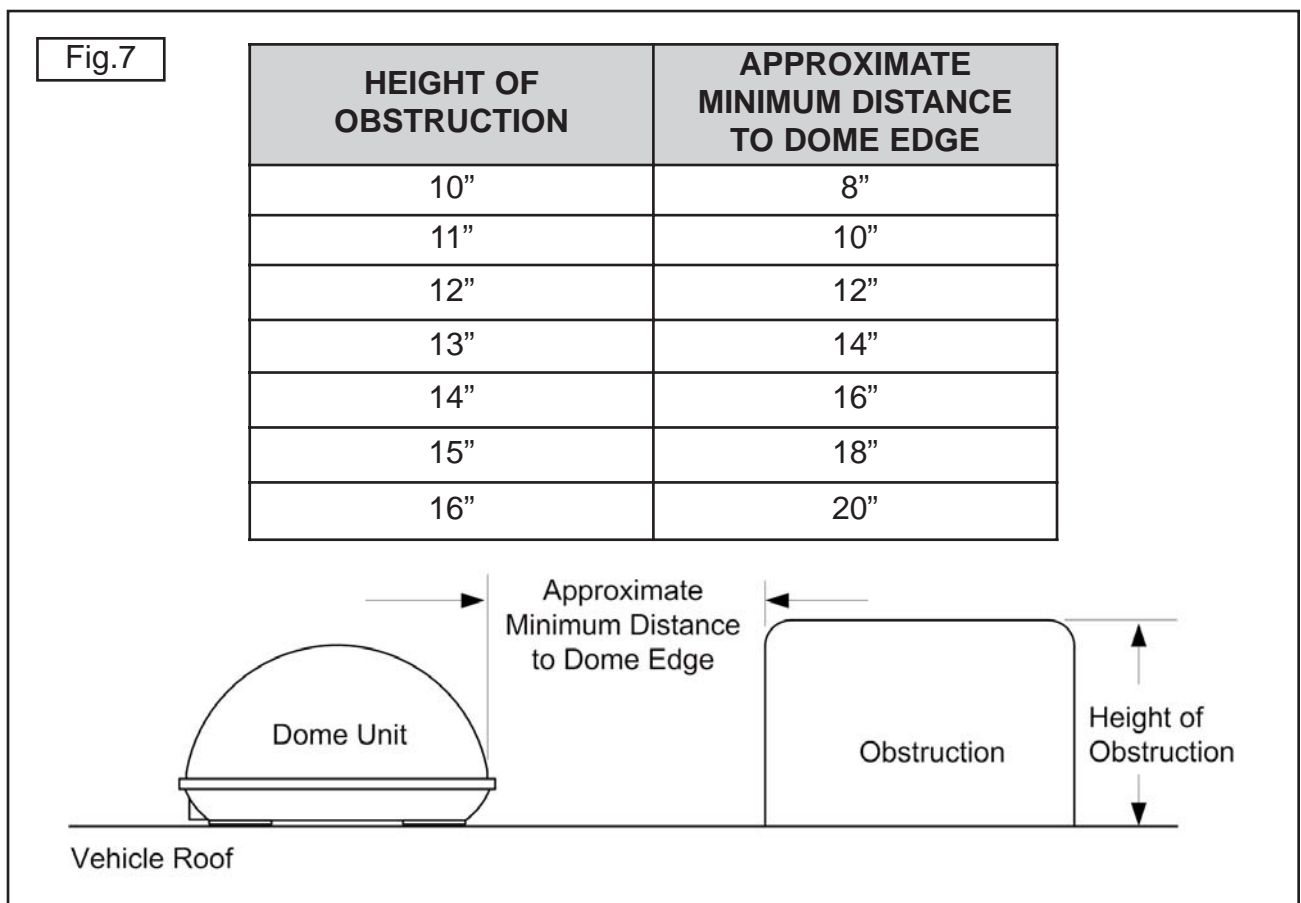 Fig.7
HEIGHT OF
OBSTRUCTION
APPROXIMATE
MINIMUM DISTANCE
TO DOME EDGE
10” 8”
11” 10”
12” 12”
13” 14”
14” 16”
15” 18”
16” 20”
Approximate
Minimum Distance
to Dome Edge
Dome Unit
Obstruction
Height of
Obstruction
Vehicle Roof